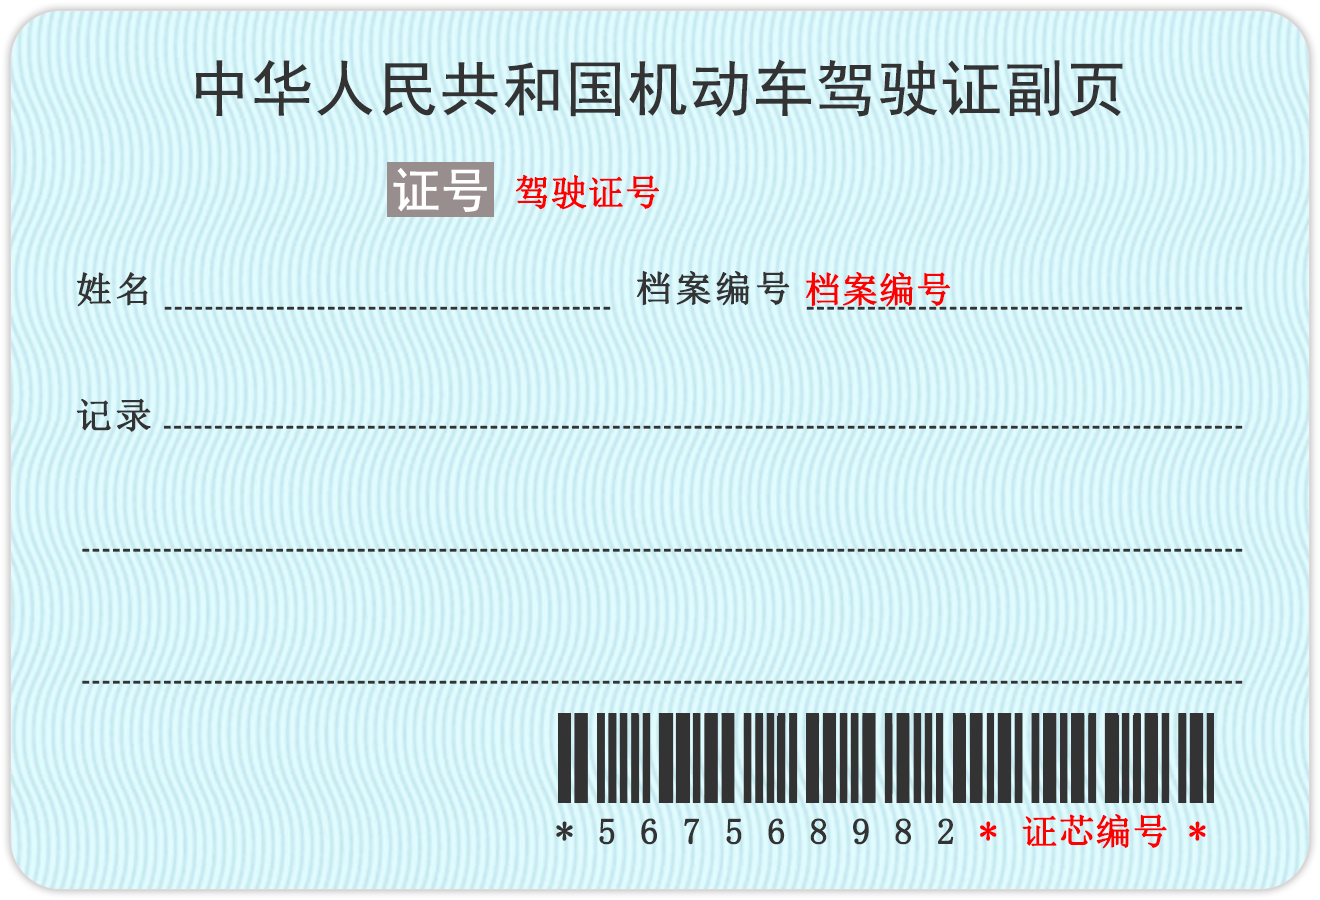 中华人民共和国机动车驾驶证副页
证号 驾驶证号
姓名 档案编号 档案编号
记录
*567568982* 证芯编号 *